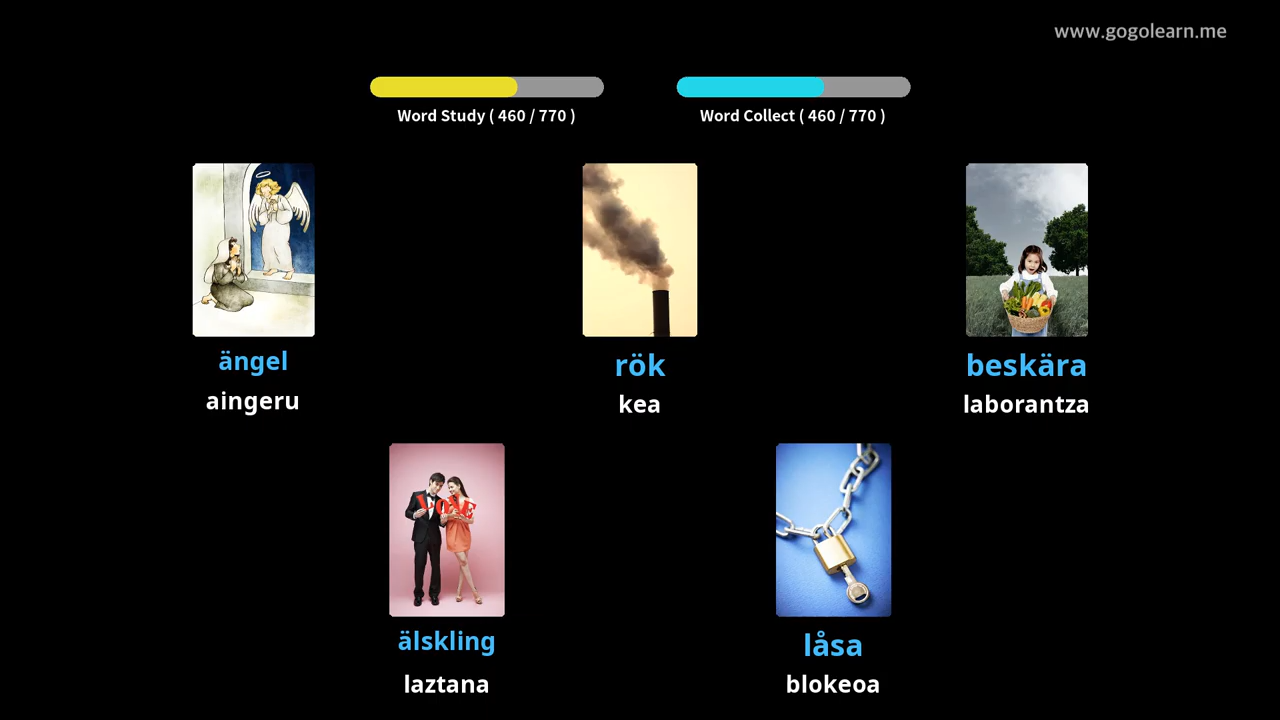 www.gogolearn.me
Word Study ( 460 / 770 )
Word Collect ( 460 / 770 )
ängel
aingeru
rök
kea
beskära
laborantza
LOVE
älskling
laztana
låsa
blokeoa